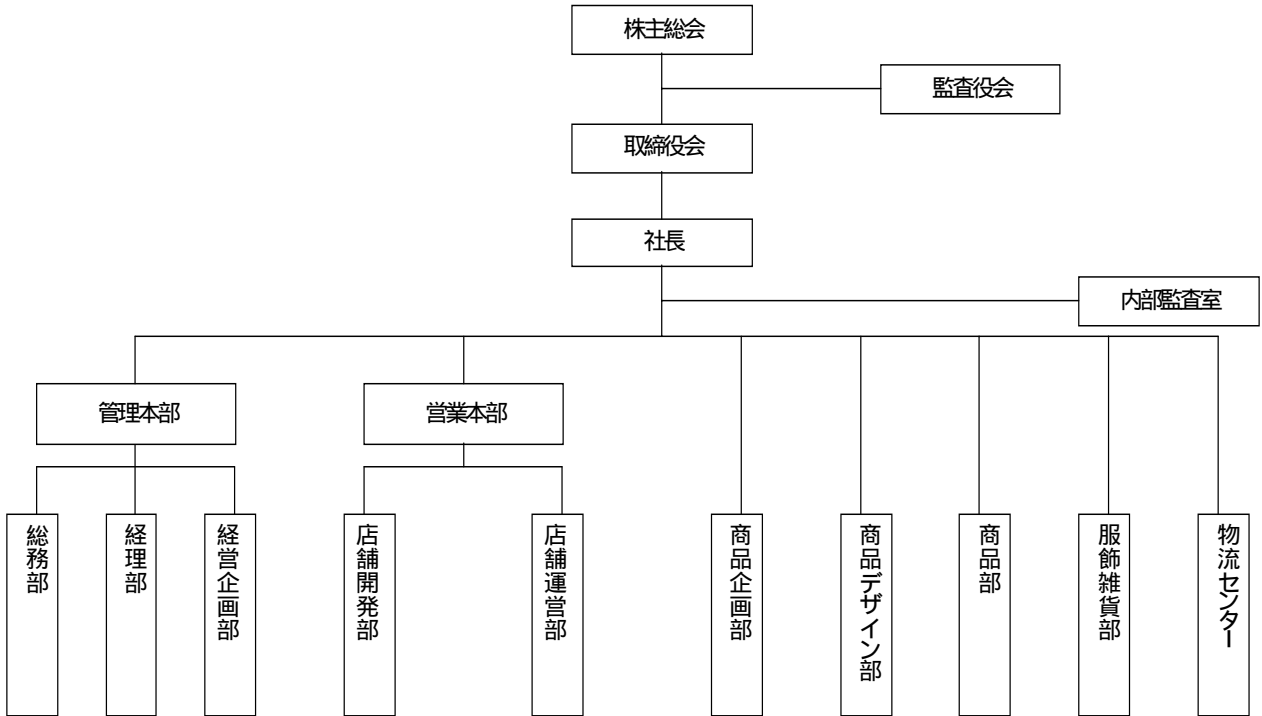 株主総会
監査役会
取締役会
社長
内部監査室
管理本部
営業本部
総務部
経理部
経営企画部
店舗開発部
店舗運営部
商品企画部
商品デザイン部
商品部
服飾雑貨部
物流センター